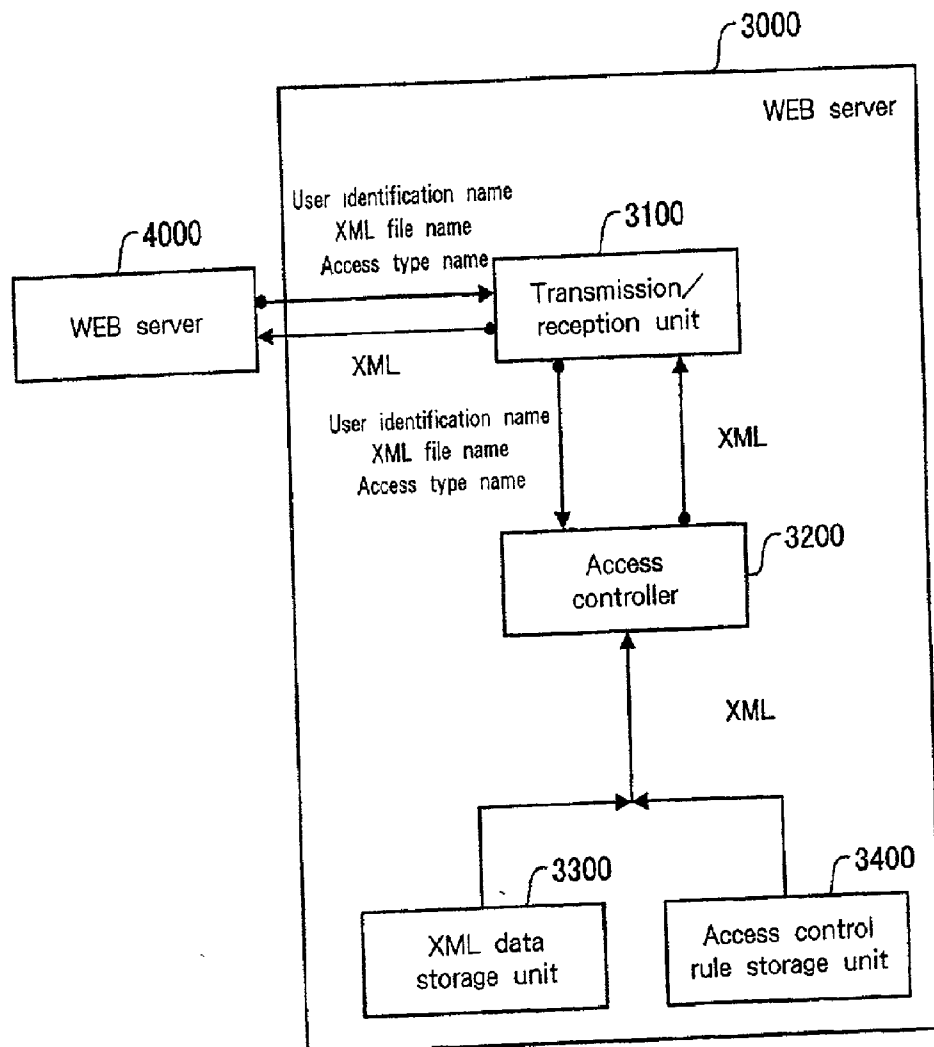 3000
WEB server
User identification name
XML file name
Access type name
4000
3100
WEB server
Transmission/
reception unit
XML
User identification name
XML file name
Access type name
XML
3200
Access
controller
XML
3300
3400
XML data
storage unit
Access control
rule storage unit